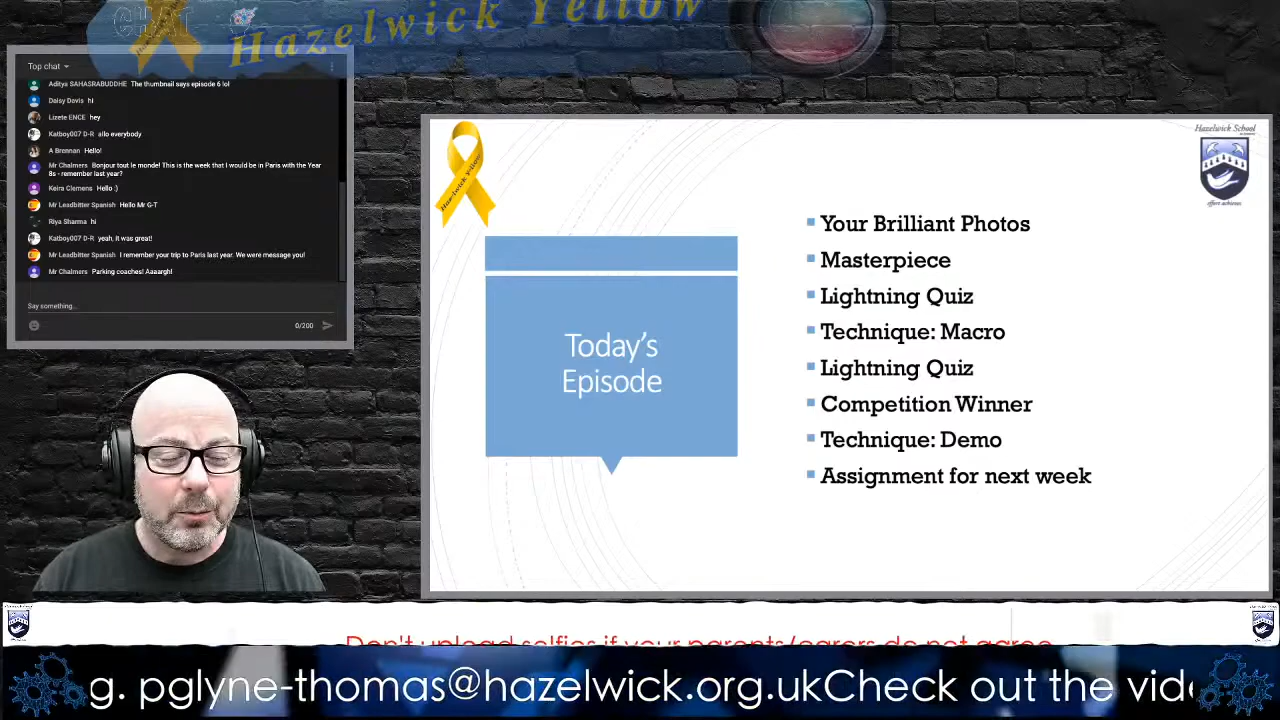 CHAT
Hazelwick Yellow
Top chat
Aditya SAHASRABUDDHE The thumbnail says episode 6 lol
Daisy Davis hi
Lizete ENCE hey
Katboy007 D-R allo everybody
A Brennan Hello!
Mr Chalmers Bonjour tout le monde! This is the week that I would be in Paris with the Year
8s - remember last year?
Keira Clemens Hello :)
Mr Leadbitter Spanish Hello Mr G-T
Riya Sharma hi
Katboy007 D-R yeah, it was great!
Mr Leadbitter Spanish I remember your trip to Paris last year. We were message you!
Mr Chalmers Parking coaches! Aaaargh!
Say something...
0/200
Hazelwick Yellow
Hazelwick School
effort achieves
Today's
Episode
Your Brilliant Photos
Masterpiece
Lightning Quiz
Technique: Macro
Lightning Quiz
Competition Winner
Technique: Demo
Assignment for next week
Don't upload selfies if your parents/carers do not agree
g. pglyne-thomas@hazelwick.org.ukCheck out the vid